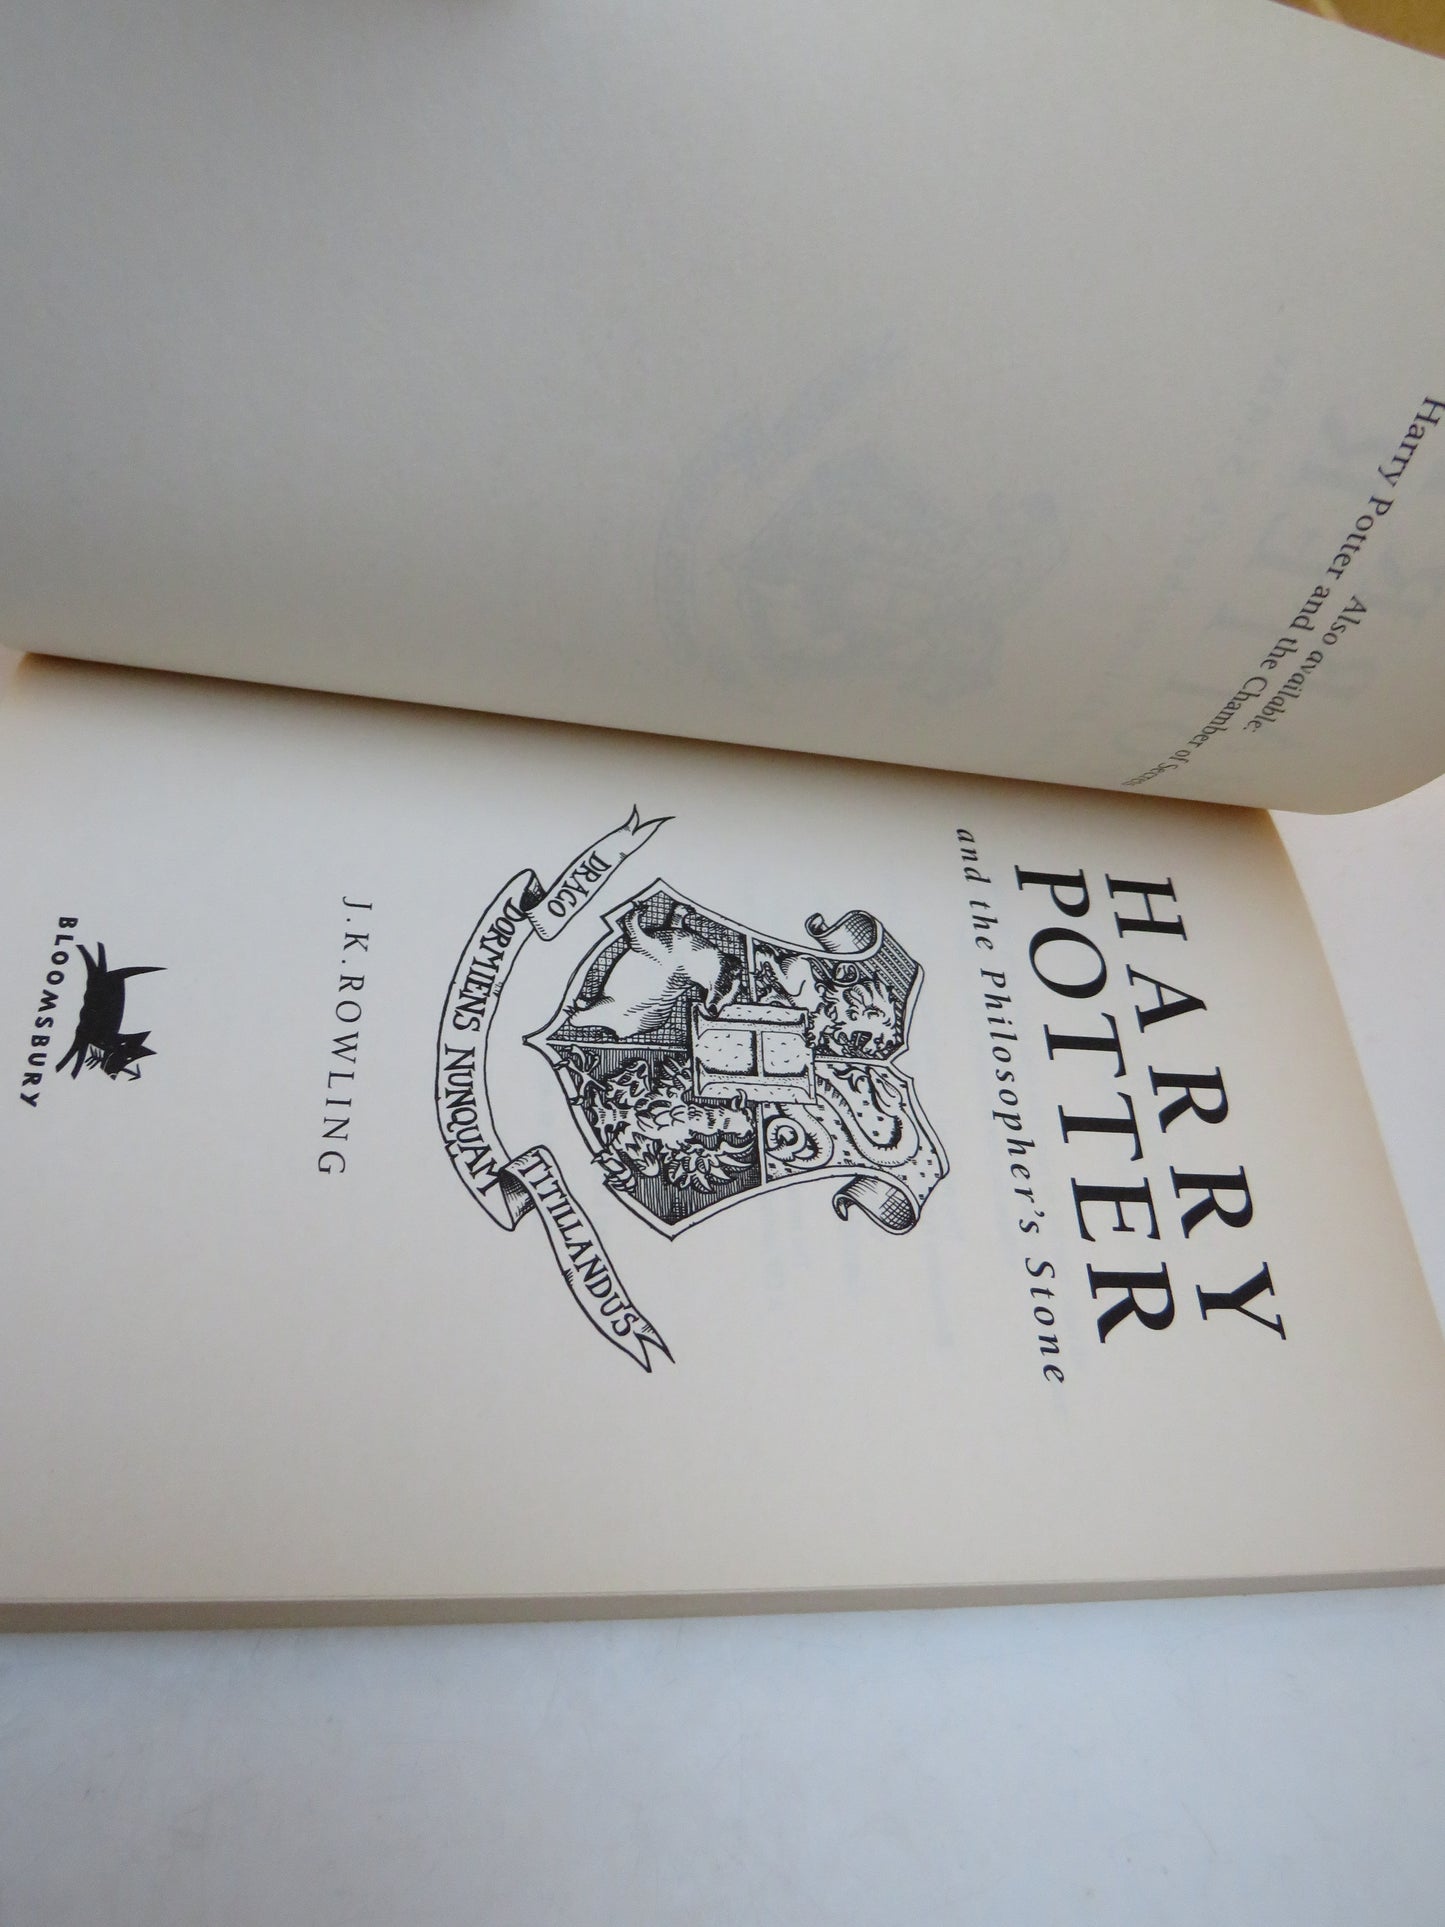 Also available:
Harry Potter and the Chamber of Secrets
HARRY
POTTER
and the Philosopher's Stone
H
DRACO DORMIENS NUNQUAM TITILLANDUS
J.K.ROWLING
BLOOMSBURY